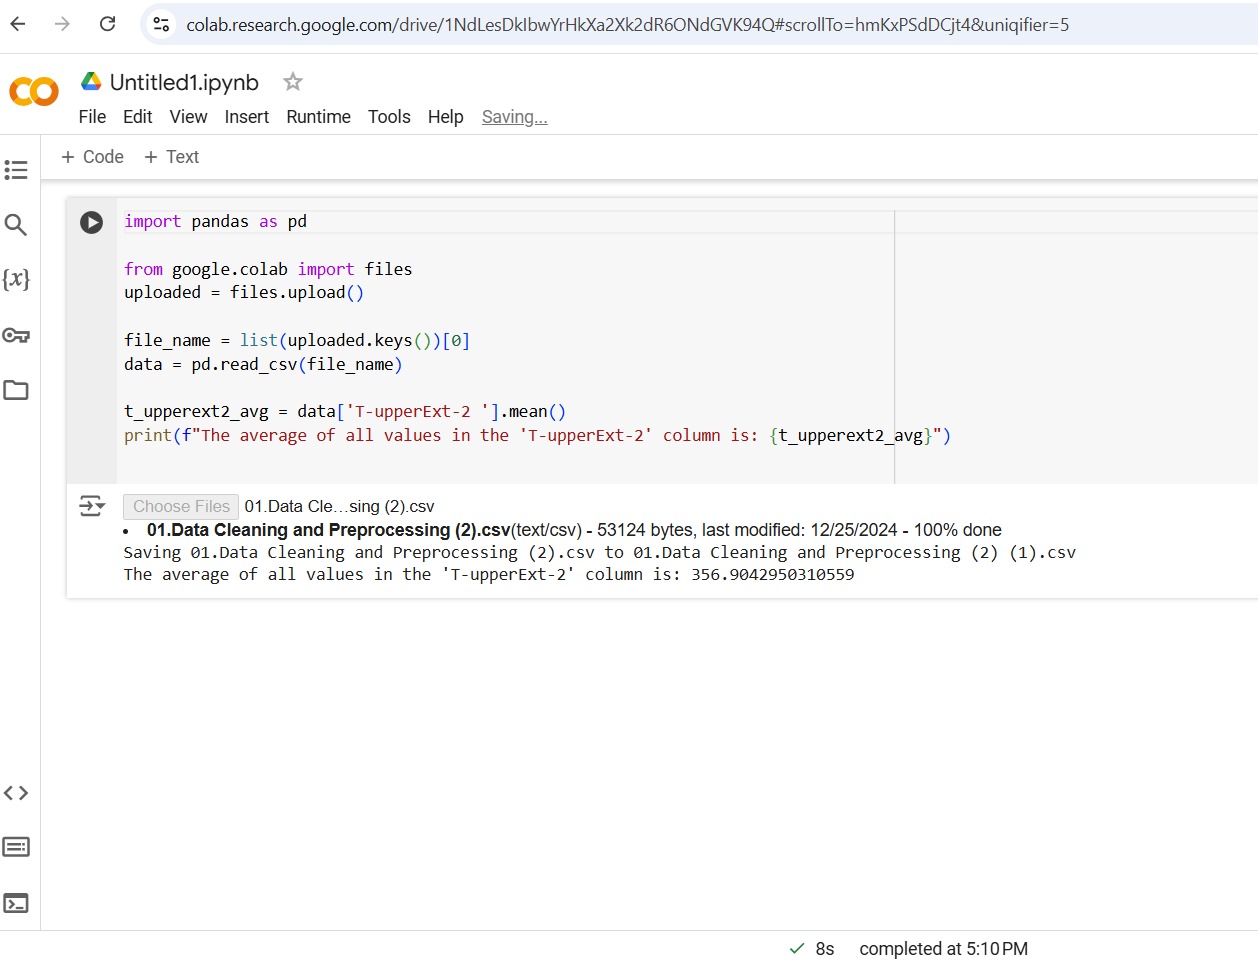 colab.research.google.com/drive/1NdLesDkIbwYrHkXa2Xk2dR6ONdGVK94Q#scrollTo=hmKxPSdDCjt4&uniqifier=5
Untitled1.ipynb
File Edit View Insert Runtime Tools Help Saving...
+ Code + Text
import pandas as pd
from google.colab import files
uploaded = files.upload()
file_name = list(uploaded.keys())[0]
data = pd.read_csv(file_name)
t_upperext2_avg = data['T-upperExt-2 '].mean()
print(f"The average of all values in the 'T-upperExt-2' column is: {t_upperext2_avg}")
Choose Files 01.Data Cle…sing (2).csv
• 01.Data Cleaning and Preprocessing (2).csv(text/csv) - 53124 bytes, last modified: 12/25/2024 - 100% done
Saving 01.Data Cleaning and Preprocessing (2).csv to 01.Data Cleaning and Preprocessing (2) (1).csv
The average of all values in the 'T-upperExt-2' column is: 356.9042950310559
8s completed at 5:10 PM